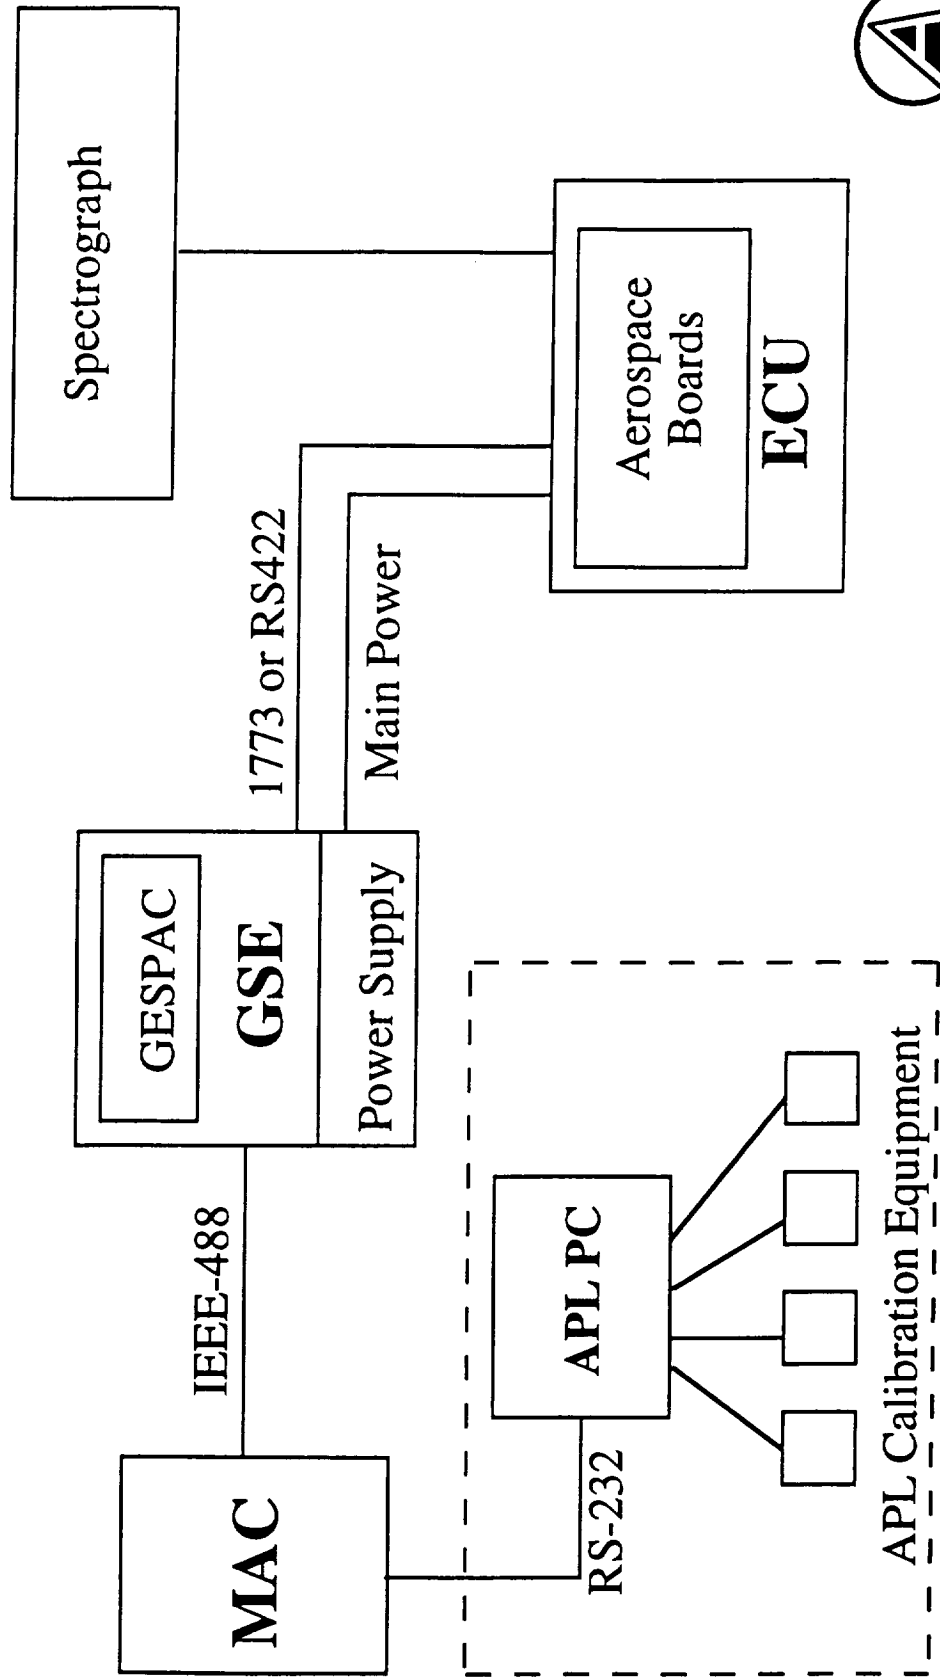 MAC
IEEE-488
GESPAC
GSE
Power Supply
1773 or RS422
Main Power
Spectrograph
Aerospace
Boards
ECU
RS-232
APL PC
APL Calibration Equipment